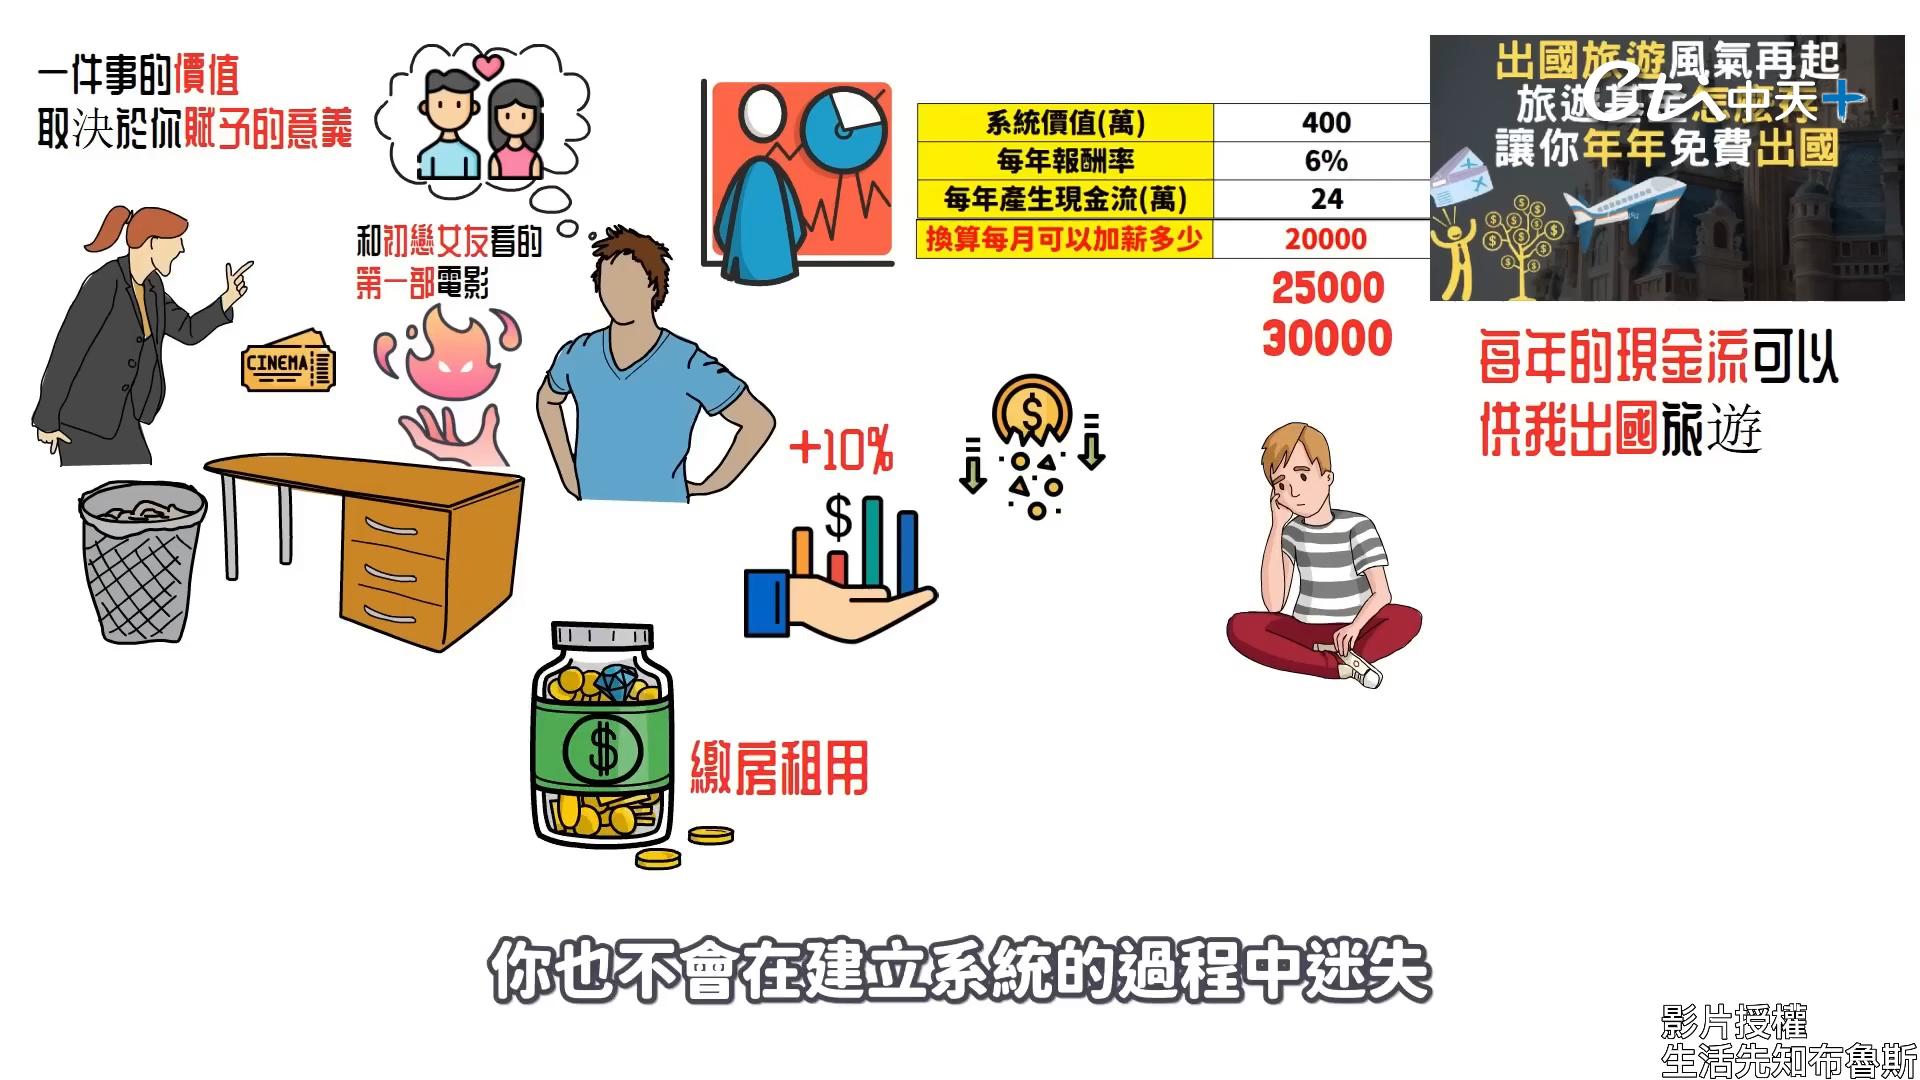 一件事的價值
取決於你賦予的意義
和初戀女友看的
第一部電影
CINEMA
系統價值(萬) 400
每年報酬率 6%
每年產生現金流(萬) 24
換算每月可以加薪多少 20000
25000
30000
出國旅遊風氣再起
旅遊
中天+
讓你年年免費出國
每年的現金流可以
供我出國旅遊
+10%
$
$
$
繳房租用
你也不會在建立系統的過程中迷失
影片授權
生活先知布魯斯